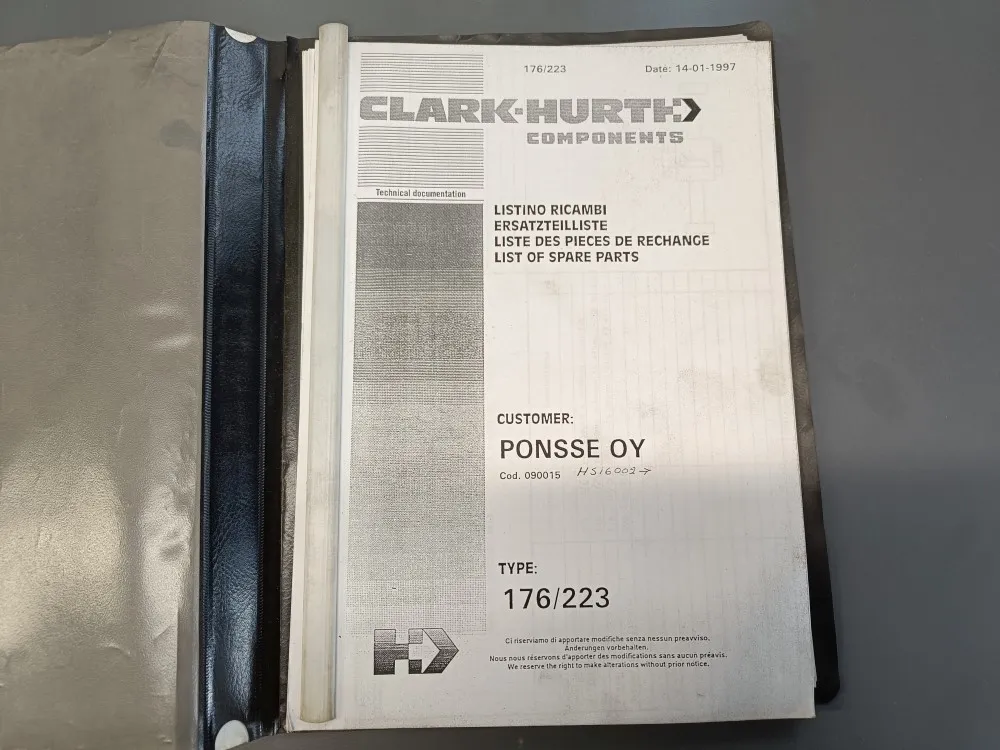 176/223 Date: 14-01-1997
CLARK-HURTH
COMPONENTS
Technical documentation
LISTINO RICAMBI
ERSATZTEILLISTE
LISTE DES PIECES DE RECHANGE
LIST OF SPARE PARTS
CUSTOMER:
PONSSE OY
Cod. 090015 HS16002→
TYPE:
176/223
Ci riserviamo di apportare modifiche senza nessun preavviso.
Änderungen vorbehalten.
Nous nous réservons d'apporter des modifications sans aucun préavis.
We reserve the right to make alterations without prior notice.